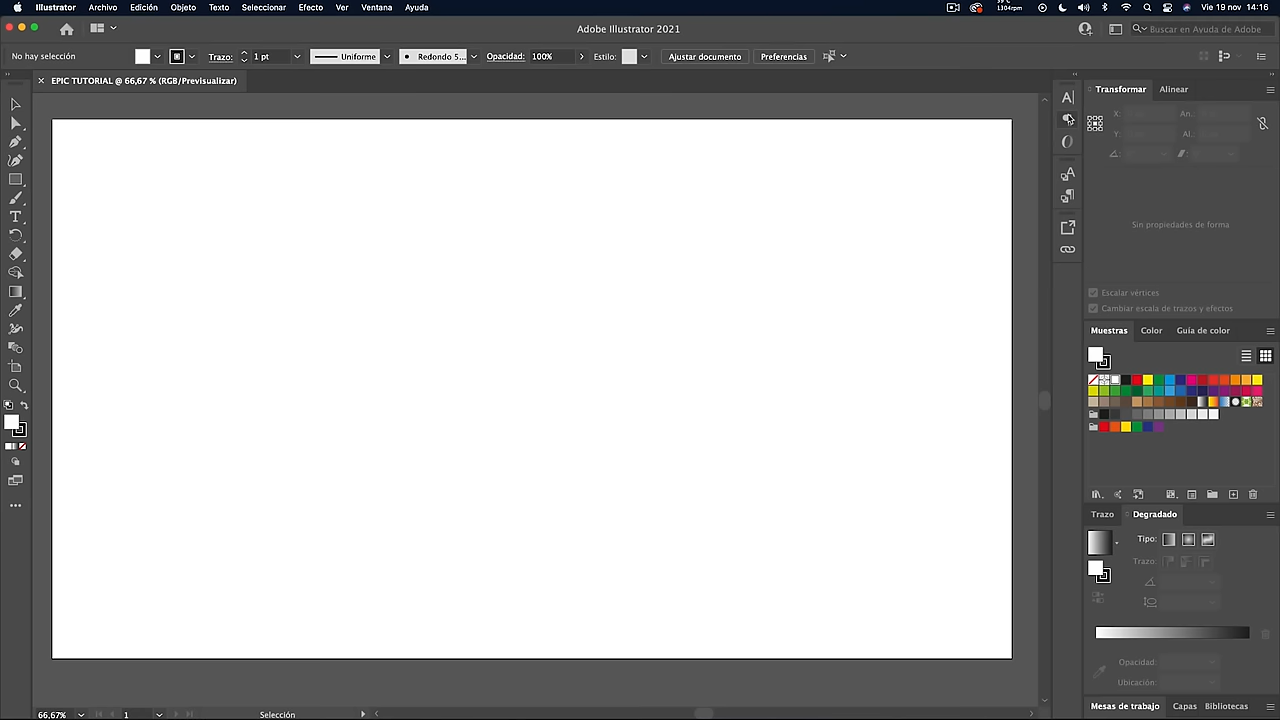 Illustrator Archivo Edición Objeto Texto Seleccionar Efecto Ver Ventana Ayuda
1304rpm
Vie 19 nov 14:16
Adobe Illustrator 2021
Buscar en Ayuda de Adobe
No hay selección
Trazo: 1 pt
Uniforme
Redondo 5...
Opacidad: 100%
Estilo:
Ajustar documento
Preferencias
× EPIC TUTORIAL @ 66,67 % (RGB/Previsualizar)
Transformar Alinear
X: An..
Y: Al..
Sin propiedades de forma
Escalar vértices
Cambiar escala de trazos y efectos
Muestras Color Guía de color
Trazo Degradado
Tipo:
Trazo:
Opacidad:
Ubicación:
Mesas de trabajo Capas Bibliotecas
66,67% 1 Selección